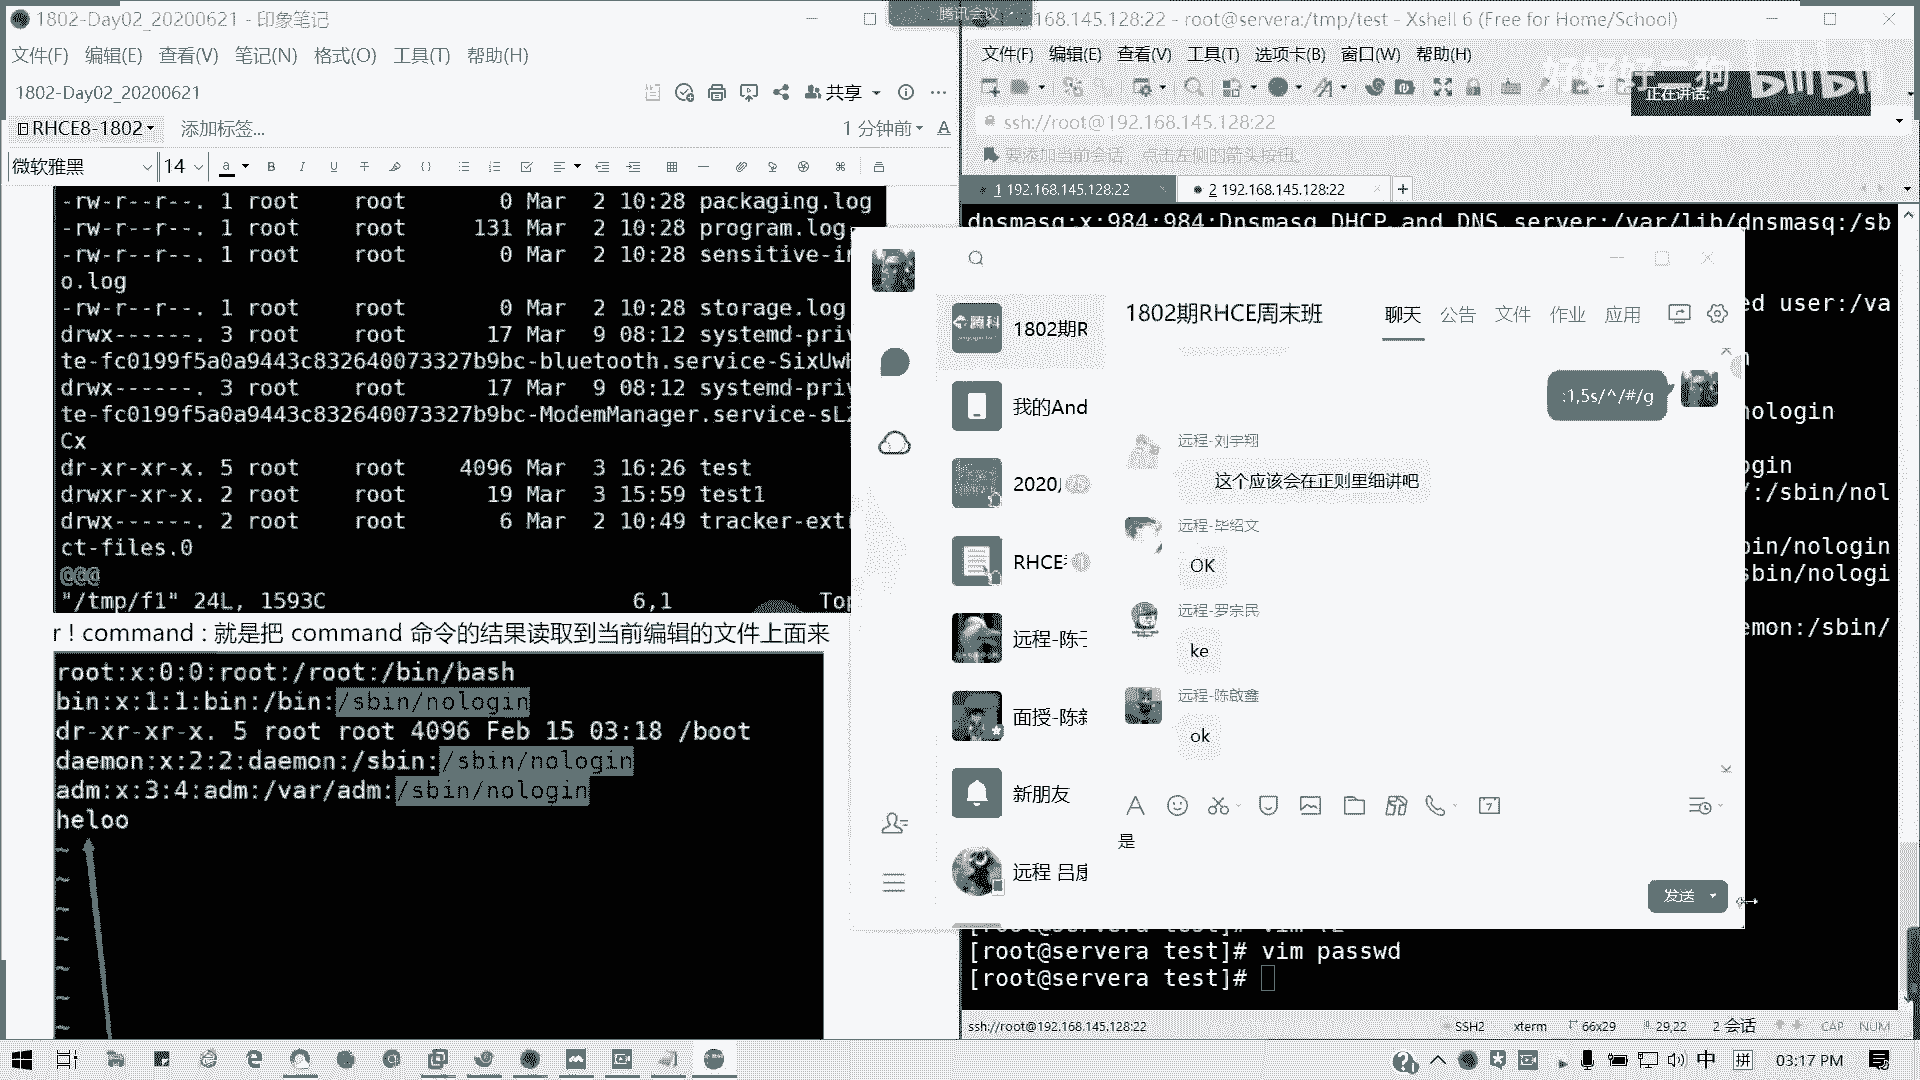 1802-Day02_20200621 - 印象笔记
文件(F) 编辑(E) 查看(V) 笔记(N) 格式(O) 工具(T) 帮助(H)
1802-Day02_20200621
共享
RHCE8-1802 添加标签...
1 分钟前
微软雅黑 14
-rw-r--r--. 1 root root 0 Mar 2 10:28 packaging.log
-rw-r--r--. 1 root root 131 Mar 2 10:28 program.log
-rw-r--r--. 1 root root 0 Mar 2 10:28 sensitive-in
o.log
-rw-r--r--. 1 root root 0 Mar 2 10:28 storage.log
drwx------. 3 root root 17 Mar 9 08:12 systemd-priv
te-fc0199f5a0a9443c832640073327b9bc-bluetooth.service-SixUwH
drwx------. 3 root root 17 Mar 9 08:12 systemd-priv
te-fc0199f5a0a9443c832640073327b9bc-ModemManager.service-sL
Cx
dr-xr-xr-x. 5 root root 4096 Mar 3 16:26 test
drwxr-xr-x. 2 root root 19 Mar 3 15:59 test1
drwx------. 2 root root 6 Mar 2 10:49 tracker-ext
ct-files.0
@@@
"/tmp/f1" 24L, 1593C 6,1 Top
r ! command : 就是把 command 命令的结果读取到当前编辑的文件上面来
root:x:0:0:root:/root:/bin/bash
bin:x:1:1:bin:/bin:/sbin/nologin
dr-xr-xr-x. 5 root root 4096 Feb 15 03:18 /boot
daemon:x:2:2:daemon:/sbin:/sbin/nologin
adm:x:3:4:adm:/var/adm:/sbin/nologin
heloo
~
~
~
~
~
~
~
腾讯会议
168.145.128:22 - root@servera:/tmp/test - Xshell 6 (Free for Home/School)
文件(F) 编辑(E) 查看(V) 工具(T) 选项卡(B) 窗口(W) 帮助(H)
好好好二狗 bilibili
正在讲话:
ssh://root@192.168.145.128:22
要添加当前会话，点击左侧的箭头按钮。
1 192.168.145.128:22
2 192.168.145.128:22
dnsmasq:x:984:984:Dnsmasq DHCP and DNS server:/var/lib/dnsmasq:/sb
ed user:/va
n
nologin
ogin
/:/sbin/nol
bin/nologin
sbin/nologi
emon:/sbin/
[root@servera test]# vim passwd
[root@servera test]#
ssh://root@192.168.145.128:22 SSH2 xterm 66x29 29,22 2 会话 CAP NUM
1802期R
我的And
2020
RHCE
远程-陈
面授-陈
新朋友
远程 吕
1802期RHCE周末班
聊天 公告 文件 作业 应用
:1,5s/^/#/g
远程-刘宇翔
这个应该会在正则里细讲吧
远程-毕绍文
OK
远程-罗宗民
ke
远程-陈啟鑫
ok
是
发送
中 拼 03:17 PM